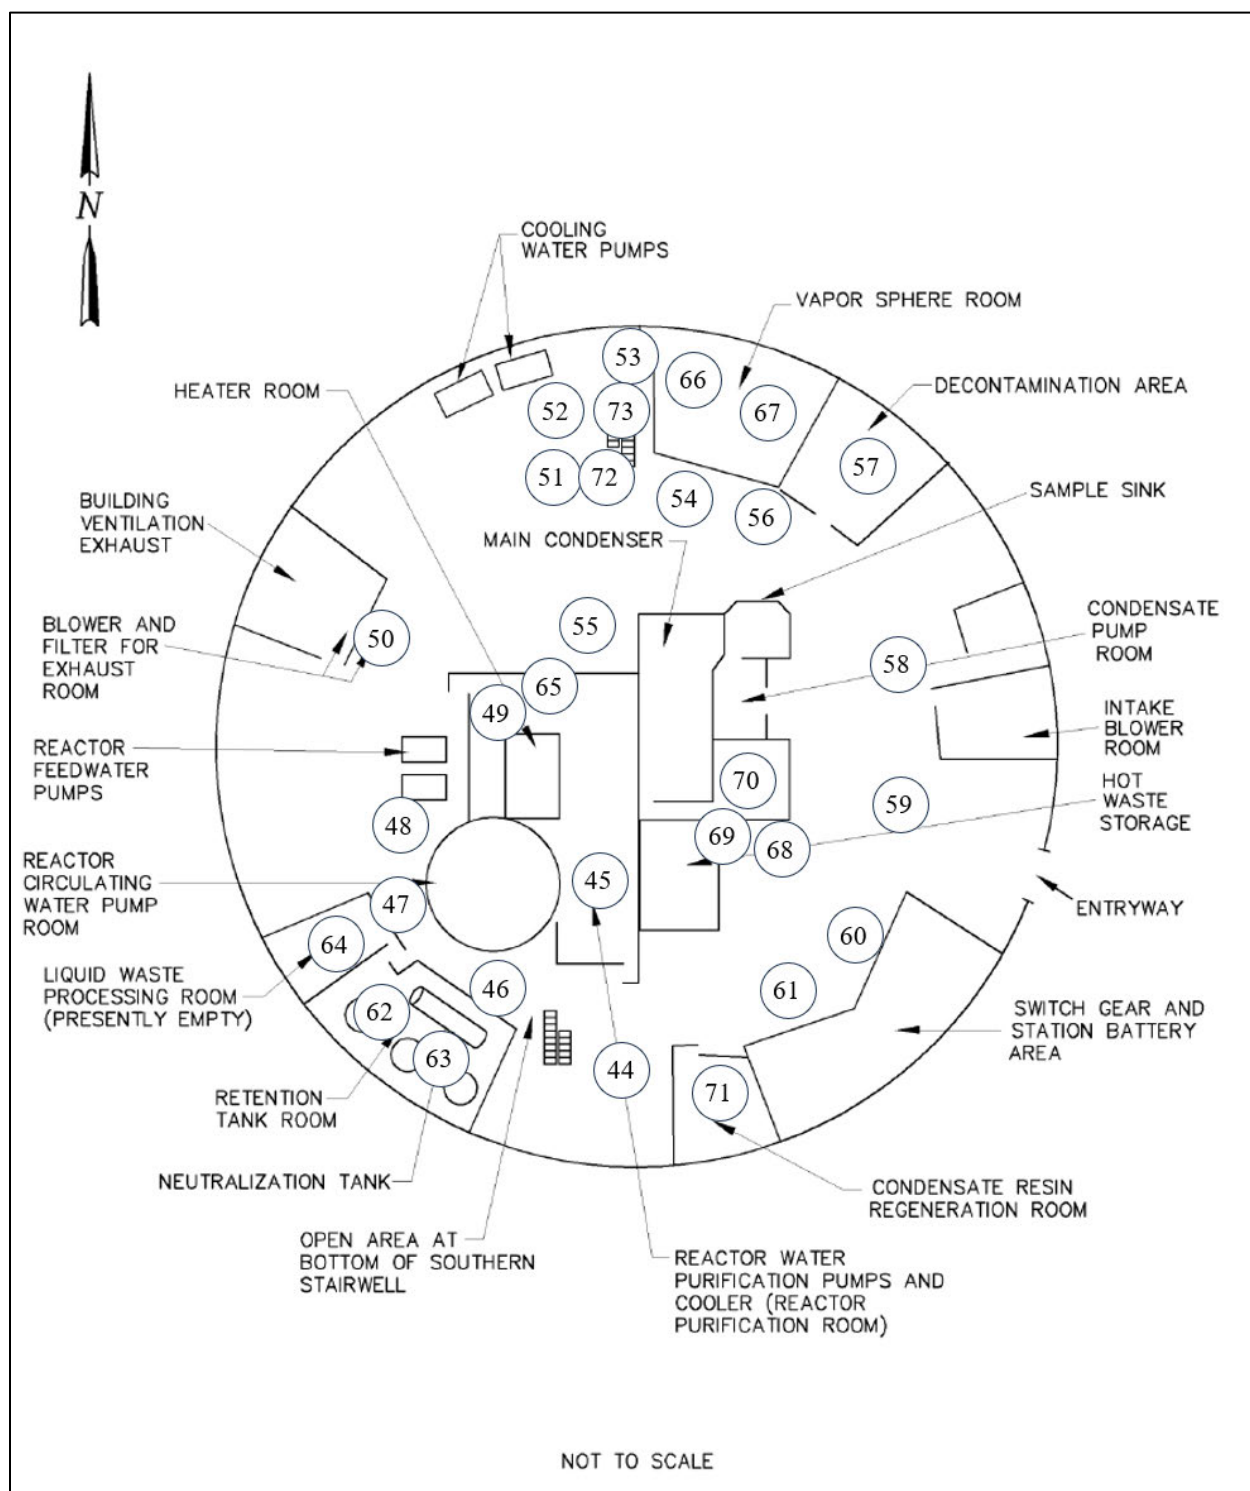 N
COOLING
WATER PUMPS
VAPOR SPHERE ROOM
HEATER ROOM
DECONTAMINATION AREA
53
66
67
52
73
57
51
72
54
56
SAMPLE SINK
BUILDING
VENTILATION
EXHAUST
MAIN CONDENSER
BLOWER AND
FILTER FOR
EXHAUST
ROOM
50
55
CONDENSATE
PUMP
ROOM
58
65
49
INTAKE
BLOWER
ROOM
REACTOR
FEEDWATER
PUMPS
70
HOT
WASTE
STORAGE
59
48
69
68
REACTOR
CIRCULATING
WATER PUMP
ROOM
45
47
ENTRYWAY
64
60
LIQUID WASTE
PROCESSING ROOM
(PRESENTLY EMPTY)
46
61
62
SWITCH GEAR AND
STATION BATTERY
AREA
63
44
71
RETENTION
TANK ROOM
NEUTRALIZATION TANK
CONDENSATE RESIN
REGENERATION ROOM
OPEN AREA AT
BOTTOM OF SOUTHERN
STAIRWELL
REACTOR WATER
PURIFICATION PUMPS AND
COOLER (REACTOR
PURIFICATION ROOM)
NOT TO SCALE